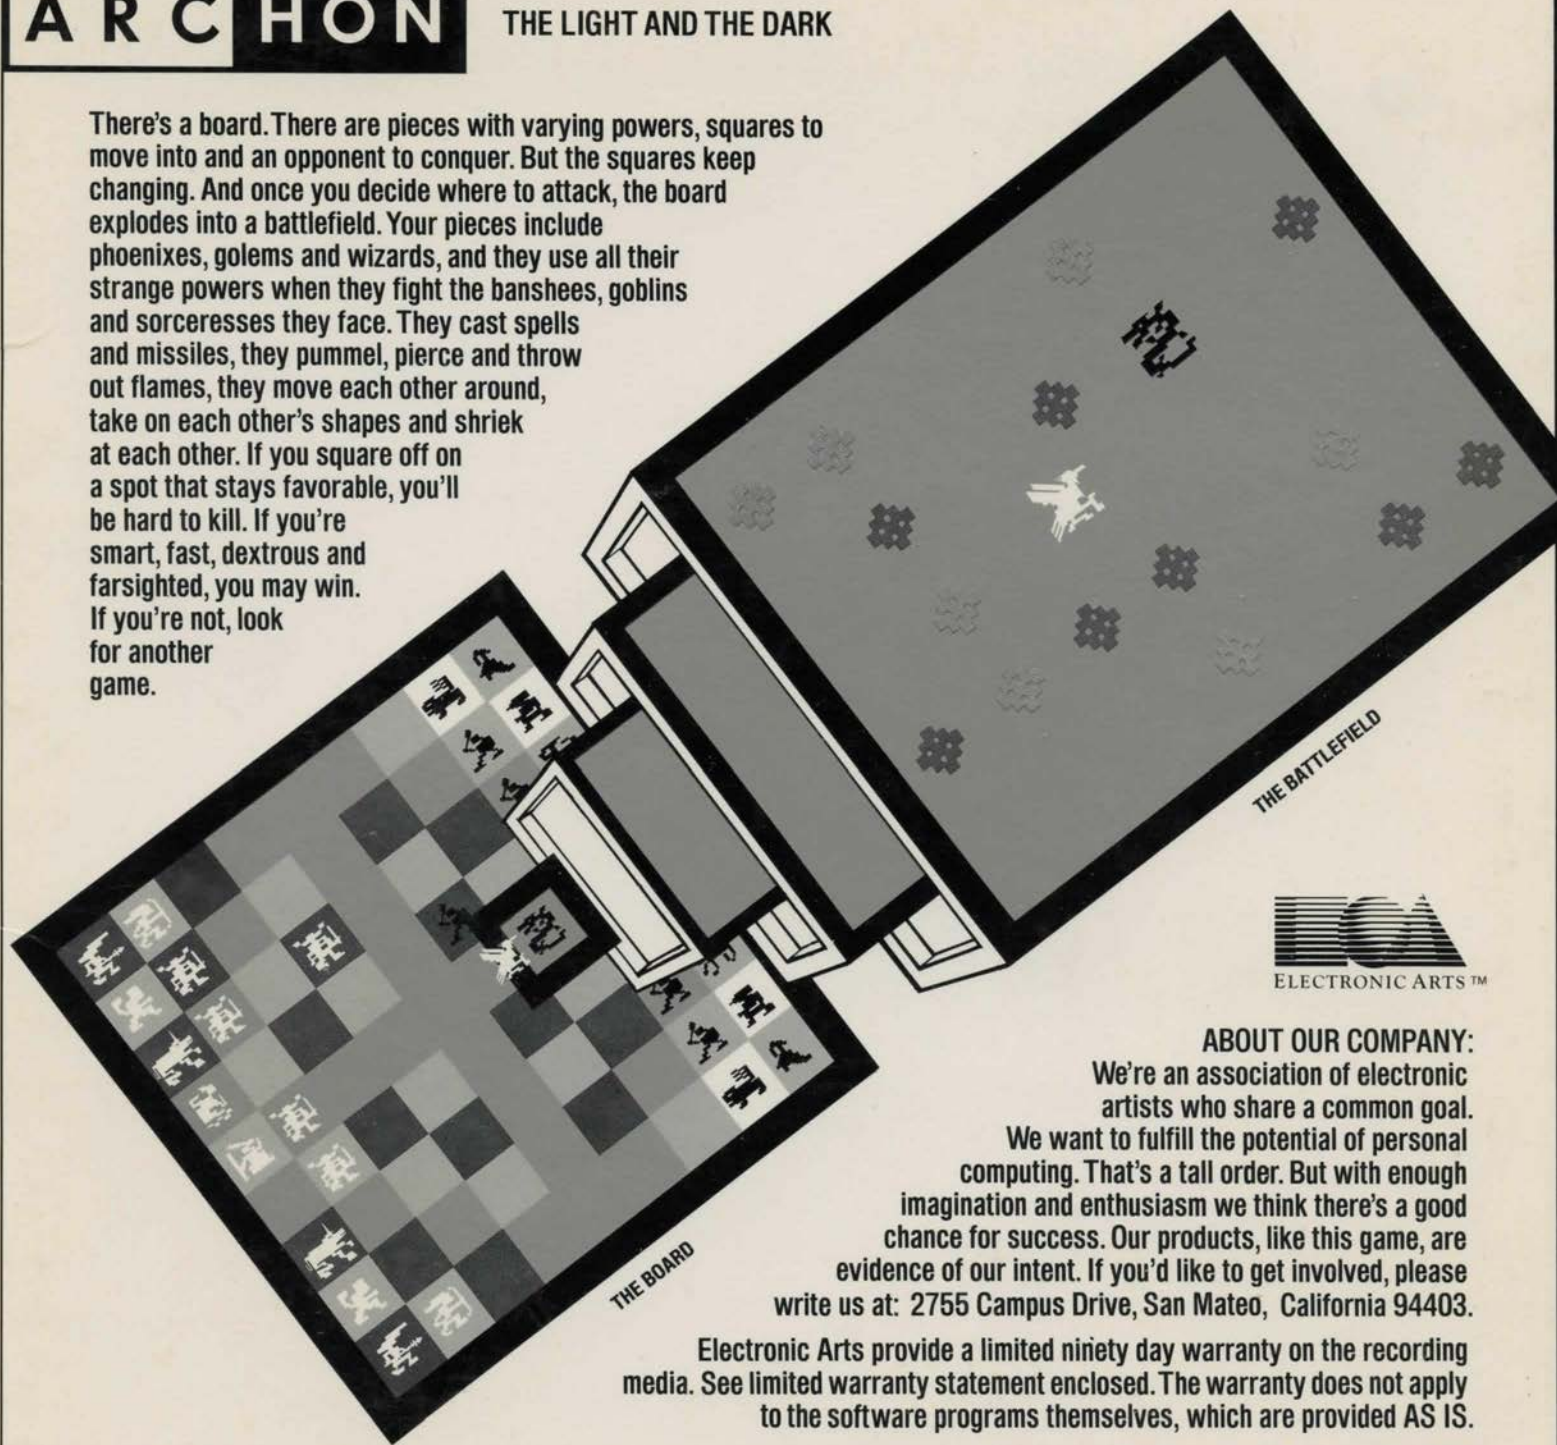 ARCHON
THE LIGHT AND THE DARK
There's a board. There are pieces with varying powers, squares to
move into and an opponent to conquer. But the squares keep
changing. And once you decide where to attack, the board
explodes into a battlefield. Your pieces include
phoenixes, golems and wizards, and they use all their
strange powers when they fight the banshees, goblins
and sorceresses they face. They cast spells
and missiles, they pummel, pierce and throw
out flames, they move each other around,
take on each other's shapes and shriek
at each other. If you square off on
a spot that stays favorable, you'll
be hard to kill. If you're
smart, fast, dextrous and
farsighted, you may win.
If you're not, look
for another
game.
THE BATTLEFIELD
THE BOARD
ELECTRONIC ARTS™
ABOUT OUR COMPANY:
We're an association of electronic
artists who share a common goal.
We want to fulfill the potential of personal
computing. That's a tall order. But with enough
imagination and enthusiasm we think there's a good
chance for success. Our products, like this game, are
evidence of our intent. If you'd like to get involved, please
write us at: 2755 Campus Drive, San Mateo, California 94403.
Electronic Arts provide a limited ninety day warranty on the recording
media. See limited warranty statement enclosed. The warranty does not apply
to the software programs themselves, which are provided AS IS.